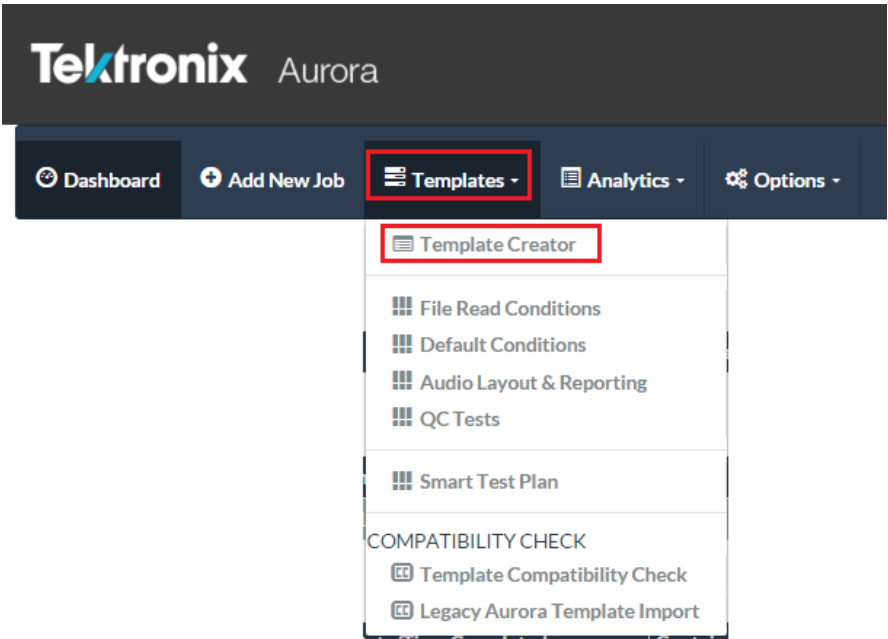 Tektronix Aurora
Dashboard Add New Job Templates Analytics Options
Template Creator
File Read Conditions
Default Conditions
Audio Layout & Reporting
QC Tests
Smart Test Plan
COMPATIBILITY CHECK
Template Compatibility Check
Legacy Aurora Template Import